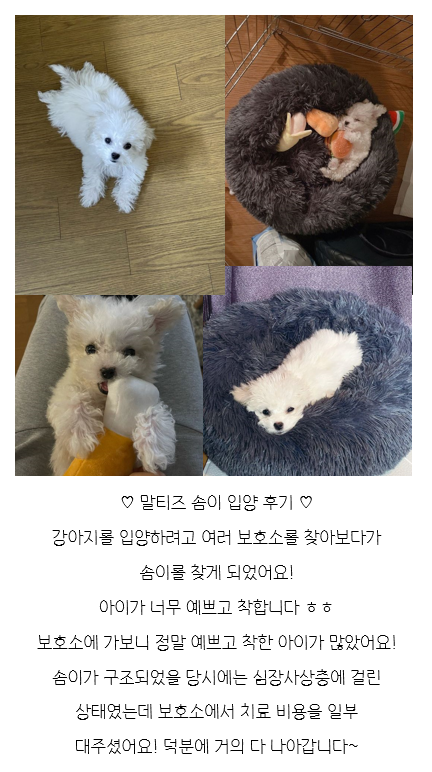 ♡ 말티즈 솜이 입양 후기 ♡
강아지를 입양하려고 여러 보호소를 찾아보다가
솜이를 찾게 되었어요!
아이가 너무 예쁘고 착합니다 ㅎㅎ
보호소에 가보니 정말 예쁘고 착한 아이가 많았어요!
솜이가 구조되었을 당시에는 심장사상충에 걸린
상태였는데 보호소에서 치료 비용을 일부
대주셨어요! 덕분에 거의 다 나아갑니다~